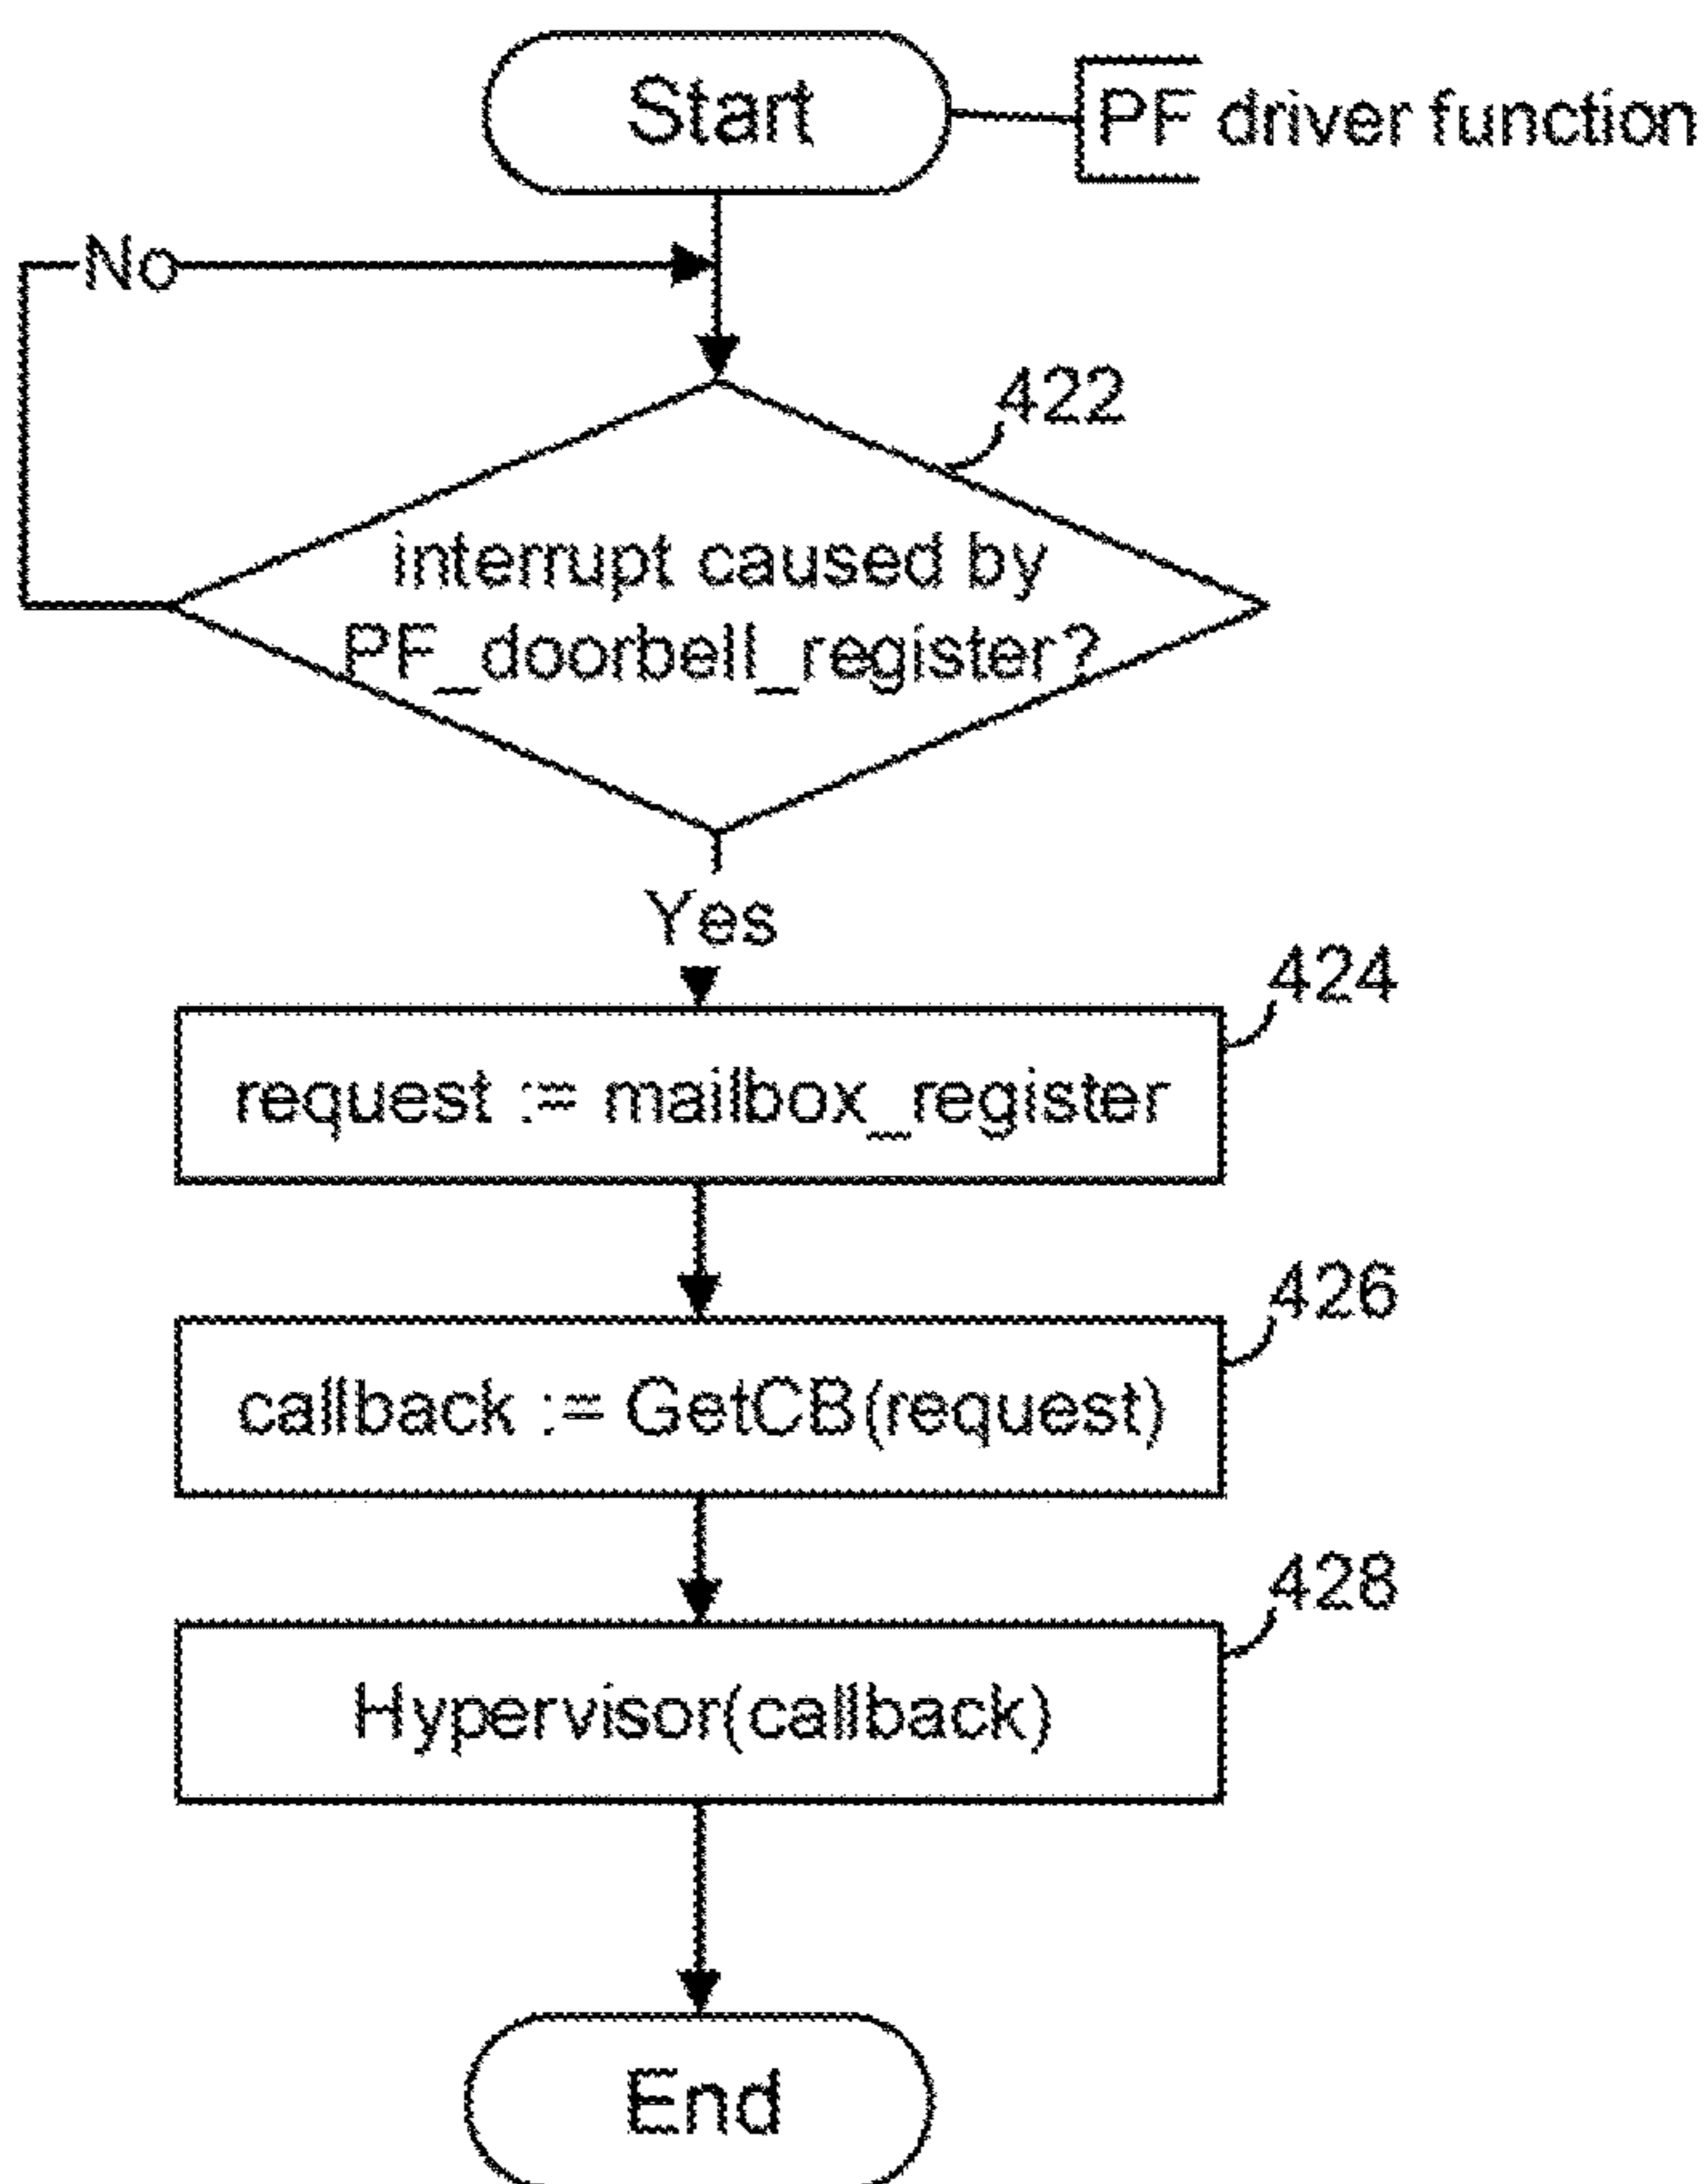 Start
PF driver function
No
422
interrupt caused by
PF_doorbell_register?
Yes
424
request := mailbox_register
426
callback := GetCB(request)
428
Hypervisor(callback)
End